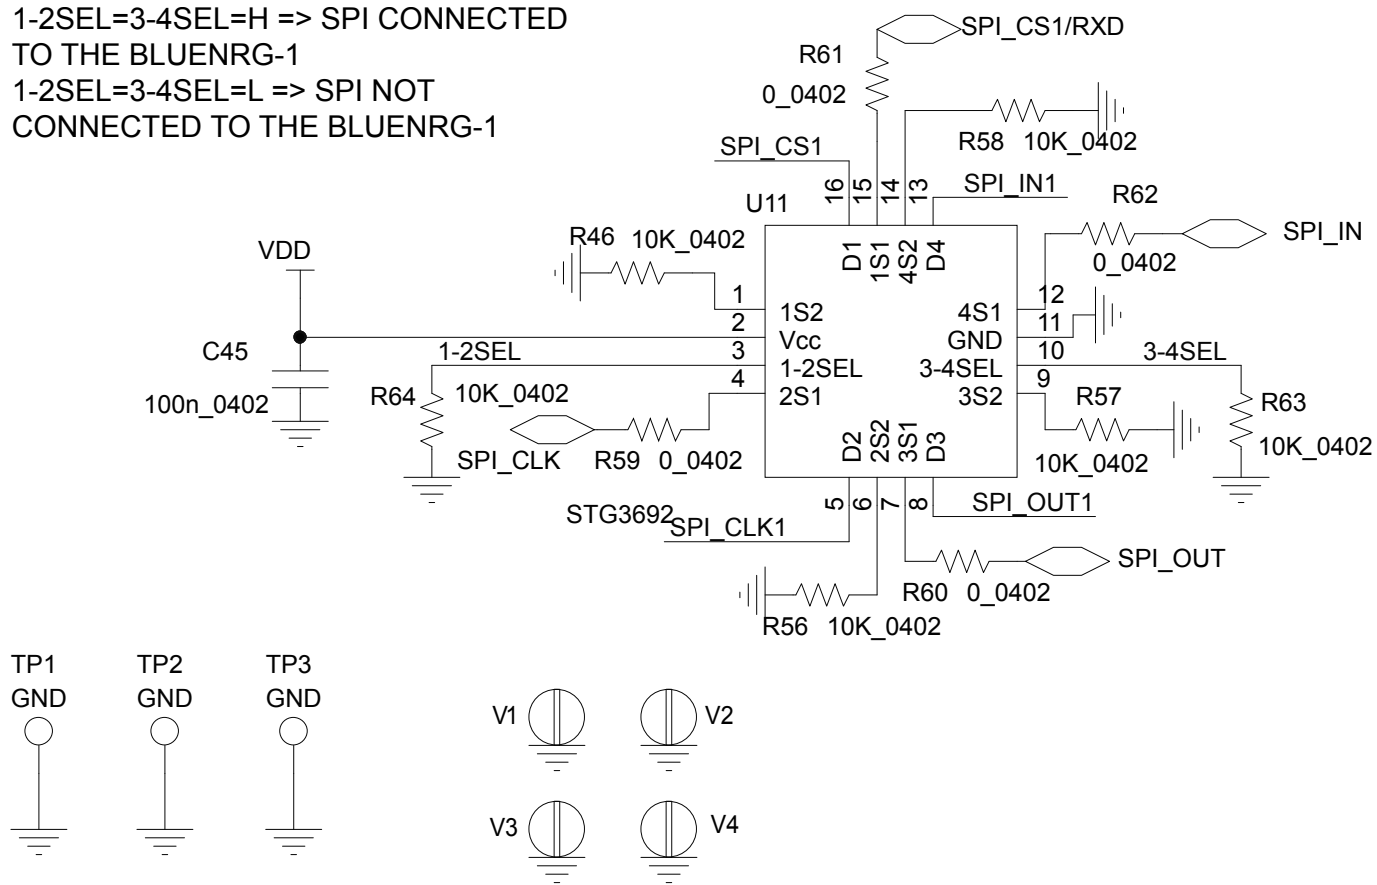 1-2SEL=3-4SEL=H => SPI CONNECTED
TO THE BLUENRG-1
1-2SEL=3-4SEL=L => SPI NOT
CONNECTED TO THE BLUENRG-1
SPI_CS1/RXD
R61
0_0402
R58 10K_0402
SPI_CS1
16
15
14
13
SPI_IN1
R62
U11
SPI_IN
0_0402
R46 10K_0402
VDD
D1
1S1
4S2
D4
1
1S2
4S1
12
2
Vcc
GND
11
C45
1-2SEL
3
1-2SEL
3-4SEL
10
3-4SEL
100n_0402
R64
10K_0402
4
2S1
3S2
9
R57
R63
10K_0402
10K_0402
SPI_CLK
R59 0_0402
D2
2S2
3S1
D3
STG3692
SPI_CLK1
5
6
7
8
SPI_OUT1
SPI_OUT
R60 0_0402
R56 10K_0402
TP1
GND
TP2
GND
TP3
GND
V1
V2
V3
V4